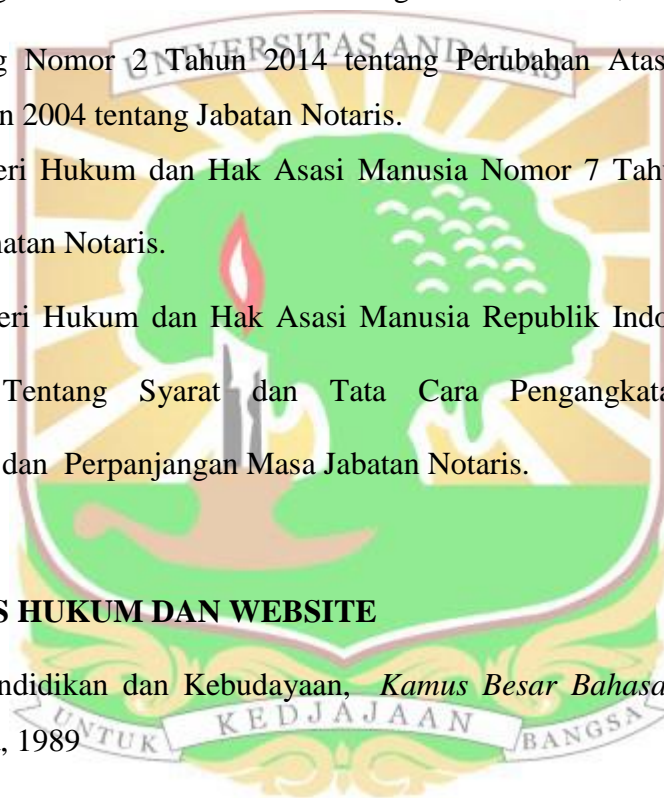 UNIVERSITAS ANDALAS
g Nomor 2 Tahun 2014 tentang Perubahan Atas
n 2004 tentang Jabatan Notaris.
eri Hukum dan Hak Asasi Manusia Nomor 7 Tahu
natan Notaris.
eri Hukum dan Hak Asasi Manusia Republik Indo
Tentang Syarat dan Tata Cara Pengangkata
dan Perpanjangan Masa Jabatan Notaris.
S HUKUM DAN WEBSITE
ndidikan dan Kebudayaan, Kamus Besar Bahasa
, 1989
UNTUK KEDJAJAAN BANGSA